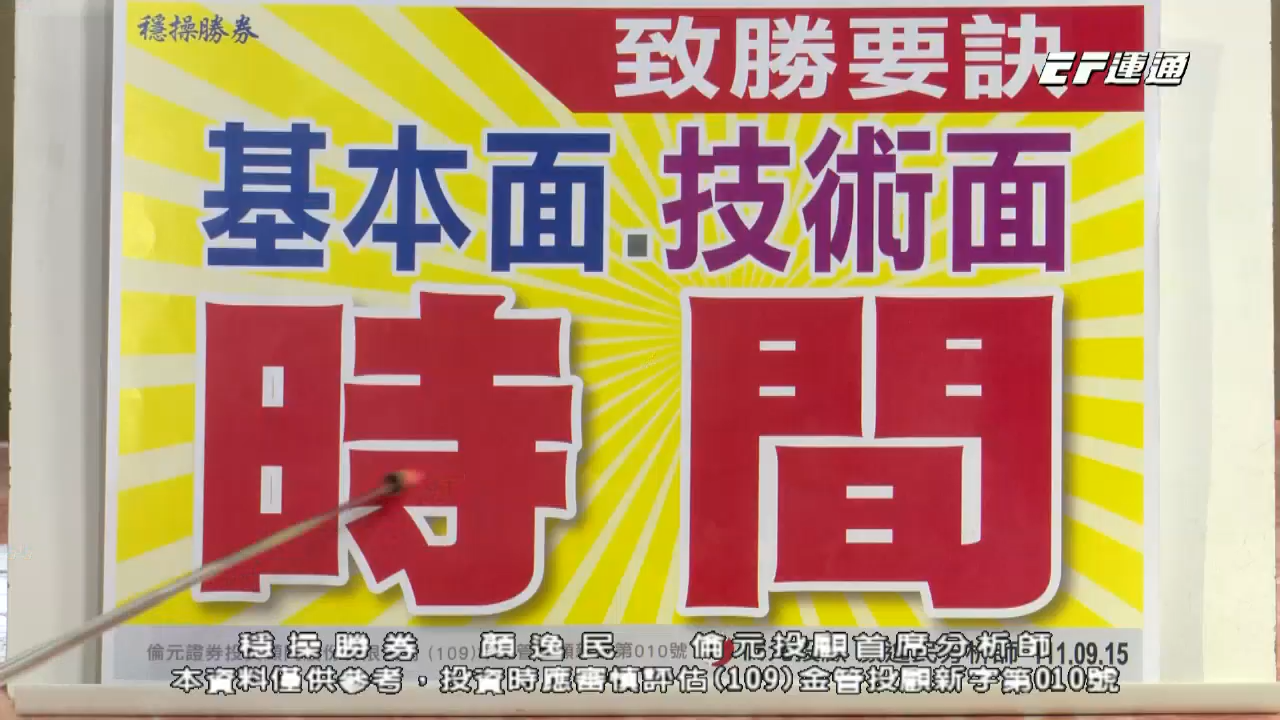 穩操勝券
致勝要訣
EF運通
基本面.技術面
時間
穩操勝券 顏逸民 倫元投顧首席分析師
本資料僅供參考，投資時應審慎評估(109)金管投顧新字第010號